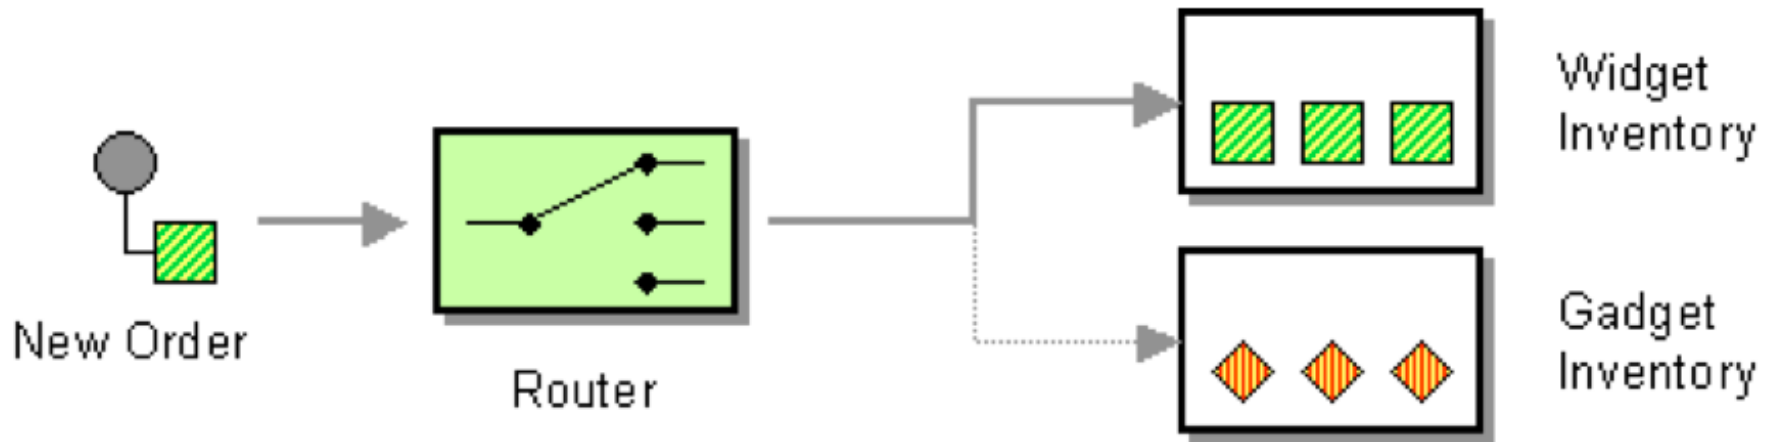 New Order
Router
Widget
Inventory
Gadget
Inventory